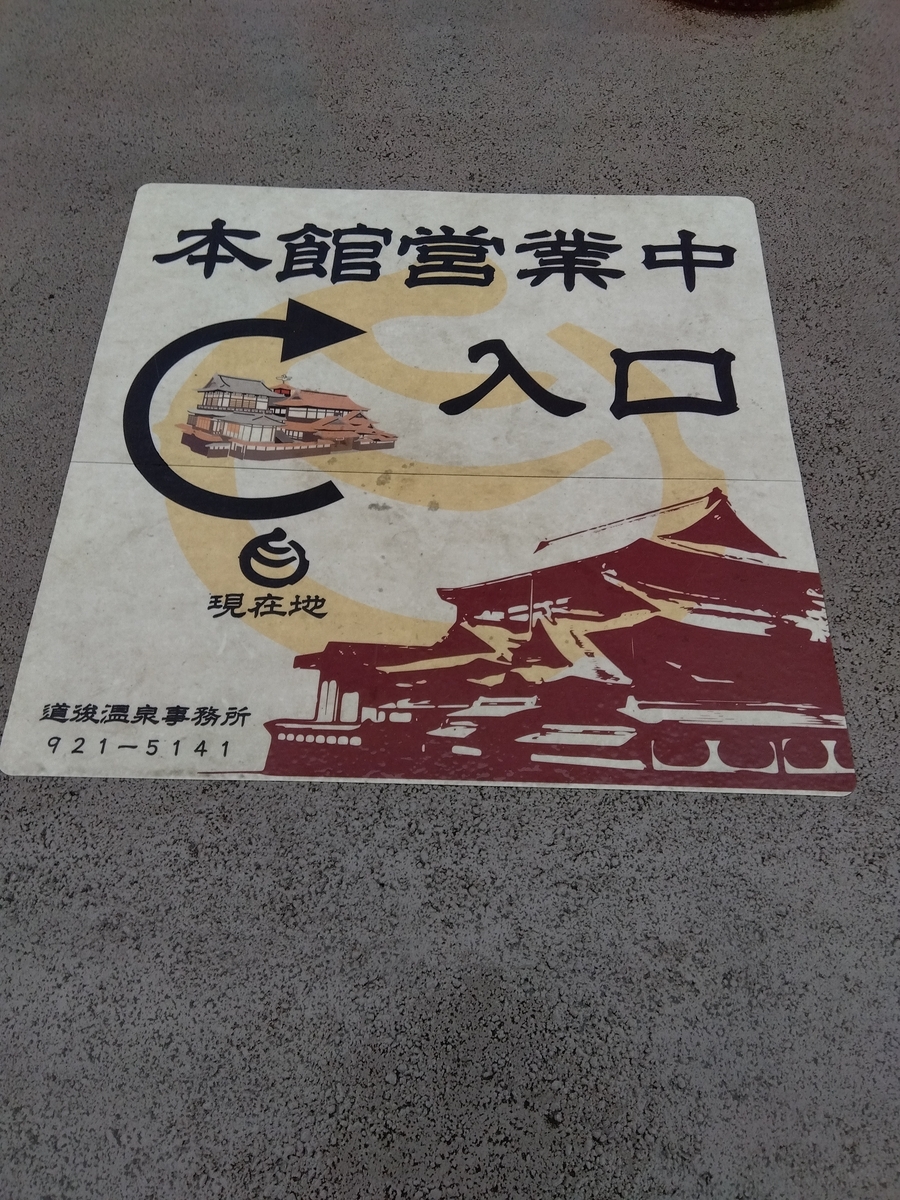 本館営業中
入口
現在地
道後温泉事務所
921-5141